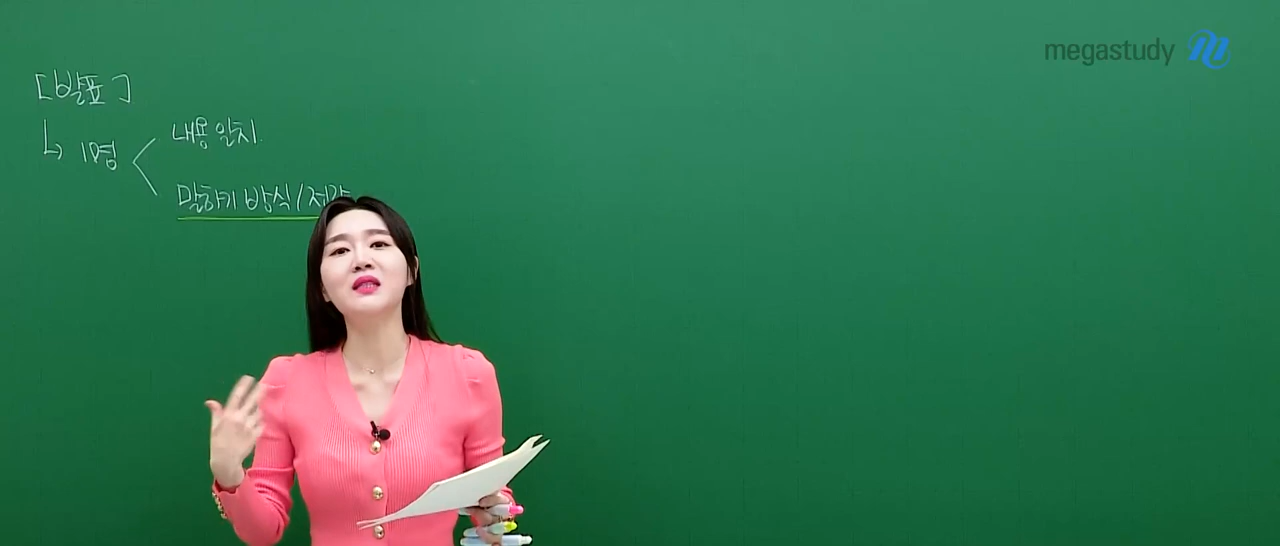 megastudy
[발표]
↳ 1명
내용 일치.
말하기 방식 / 전략